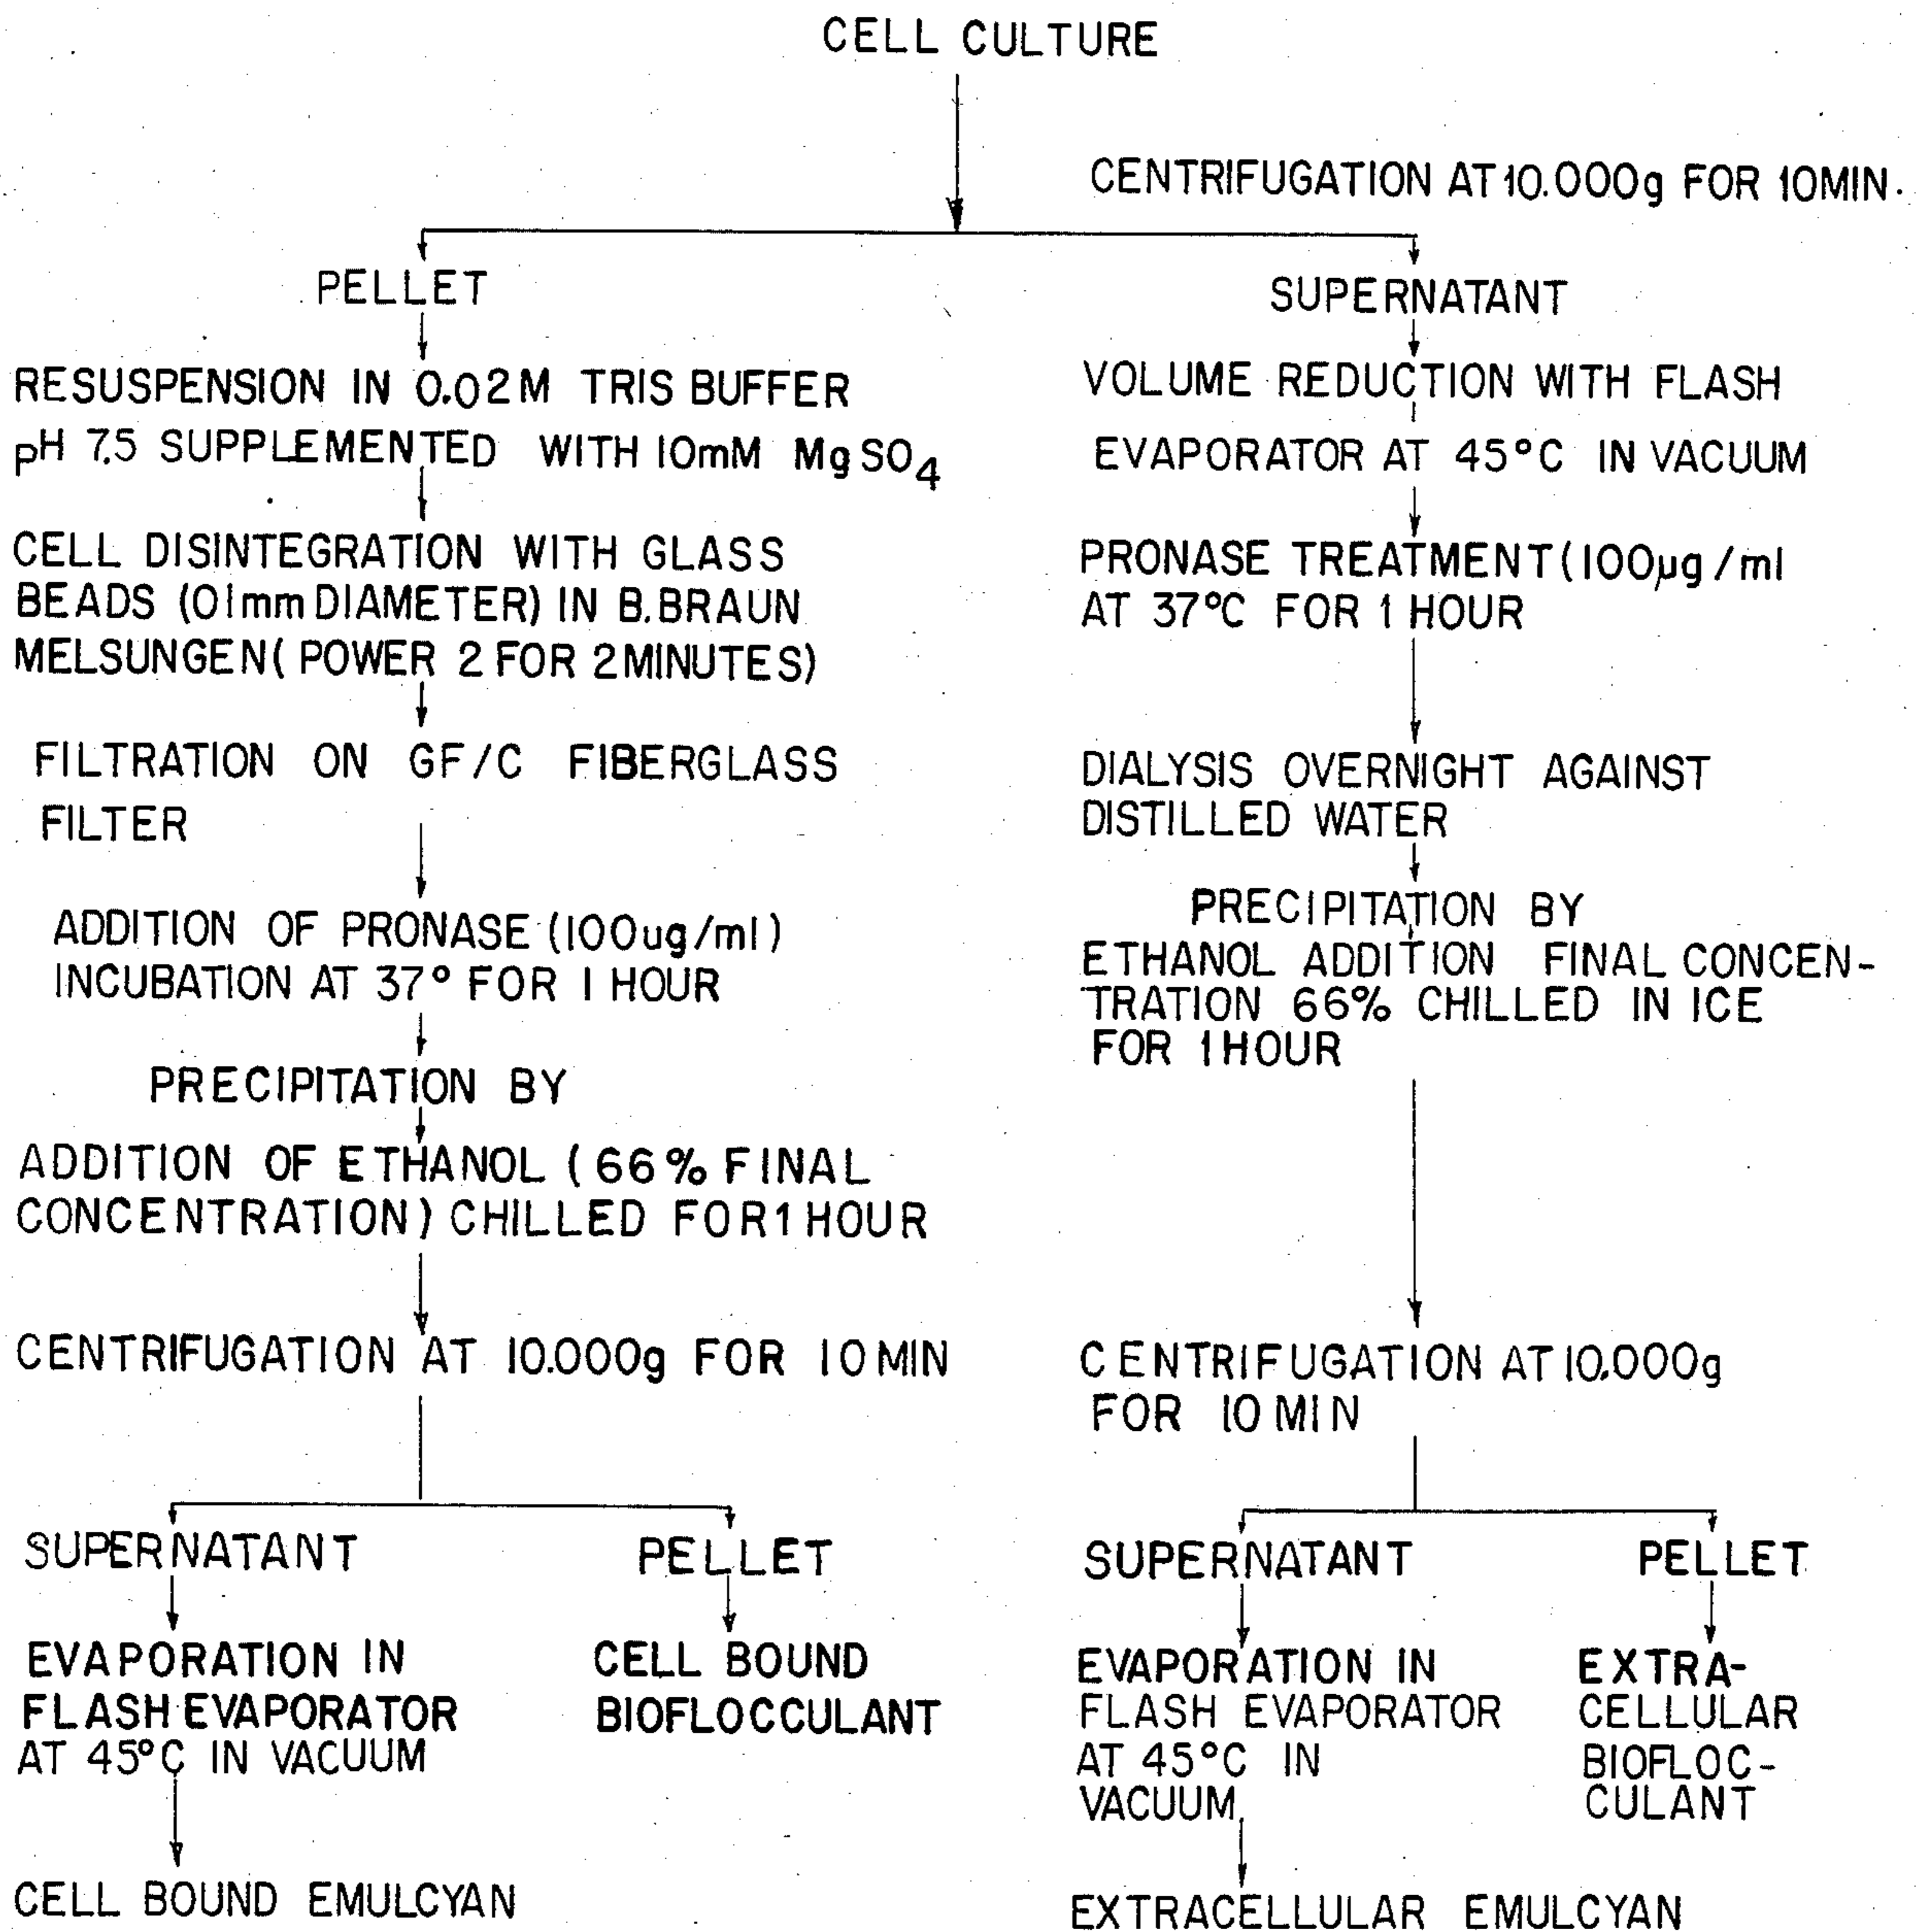 CELL CULTURE
CENTRIFUGATION AT 10.000g FOR 10MIN.
PELLET
RESUSPENSION IN 0.02M TRIS BUFFER
pH 7.5 SUPPLEMENTED WITH 10mM MgSO4
CELL DISINTEGRATION WITH GLASS
BEADS (01mm DIAMETER) IN B.BRAUN
MELSUNGEN( POWER 2 FOR 2MINUTES)
FILTRATION ON GF/C FIBERGLASS
FILTER
ADDITION OF PRONASE (100ug/ml)
INCUBATION AT 37° FOR 1 HOUR
PRECIPITATION BY
ADDITION OF ETHANOL (66% FINAL
CONCENTRATION) CHILLED FOR 1 HOUR
CENTRIFUGATION AT 10.000g FOR 10 MIN
SUPERNATANT
EVAPORATION IN
FLASH EVAPORATOR
AT 45°C IN VACUUM
CELL BOUND EMULCYAN
PELLET
CELL BOUND
BIOFLOCCULANT
SUPERNATANT
VOLUME REDUCTION WITH FLASH
EVAPORATOR AT 45°C IN VACUUM
PRONASE TREATMENT(100µg/ml
AT 37°C FOR 1 HOUR
DIALYSIS OVERNIGHT AGAINST
DISTILLED WATER
PRECIPITATION BY
ETHANOL ADDITION FINAL CONCEN-
TRATION 66% CHILLED IN ICE
FOR 1HOUR
CENTRIFUGATION AT 10.000g
FOR 10 MIN
SUPERNATANT
EVAPORATION IN
FLASH EVAPORATOR
AT 45°C IN
VACUUM
EXTRACELLULAR EMULCYAN
PELLET
EXTRA-
CELLULAR
BIOFLOC-
CULANT